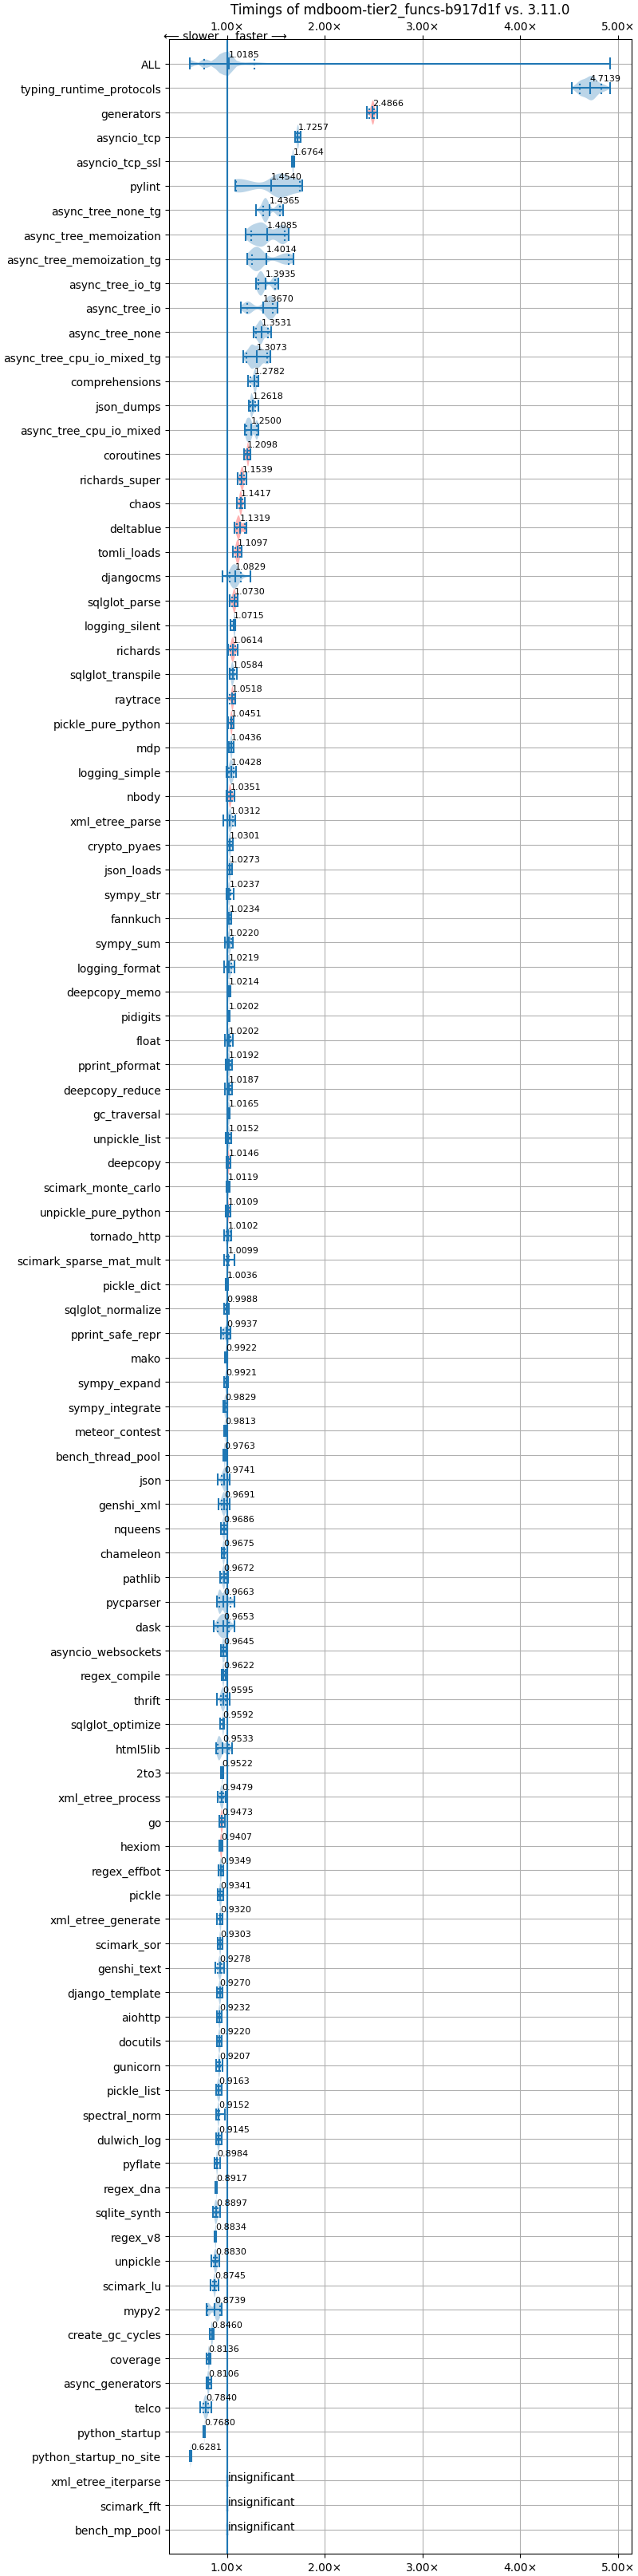 Timings of mdboom-tier2_funcs-b917d1f vs. 3.11.0
1.00× 2.00× 3.00× 4.00× 5.00×
⟵ slower faster ⟶
ALL 1.0185
typing_runtime_protocols 4.7139
generators 2.4866
asyncio_tcp 1.7257
asyncio_tcp_ssl 1.6764
pylint 1.4540
async_tree_none_tg 1.4365
async_tree_memoization 1.4085
async_tree_memoization_tg 1.4014
async_tree_io_tg 1.3935
async_tree_io 1.3670
async_tree_none 1.3531
async_tree_cpu_io_mixed_tg 1.3073
comprehensions 1.2782
json_dumps 1.2618
async_tree_cpu_io_mixed 1.2500
coroutines 1.2098
richards_super 1.1539
chaos 1.1417
deltablue 1.1319
tomli_loads 1.1097
djangocms 1.0829
sqlglot_parse 1.0730
logging_silent 1.0715
richards 1.0614
sqlglot_transpile 1.0584
raytrace 1.0518
pickle_pure_python 1.0451
mdp 1.0436
logging_simple 1.0428
nbody 1.0351
xml_etree_parse 1.0312
crypto_pyaes 1.0301
json_loads 1.0273
sympy_str 1.0237
fannkuch 1.0234
sympy_sum 1.0220
logging_format 1.0219
deepcopy_memo 1.0214
pidigits 1.0202
float 1.0202
pprint_pformat 1.0192
deepcopy_reduce 1.0187
gc_traversal 1.0165
unpickle_list 1.0152
deepcopy 1.0146
scimark_monte_carlo 1.0119
unpickle_pure_python 1.0109
tornado_http 1.0102
scimark_sparse_mat_mult 1.0099
pickle_dict 1.0036
sqlglot_normalize 0.9988
pprint_safe_repr 0.9937
mako 0.9922
sympy_expand 0.9921
sympy_integrate 0.9829
meteor_contest 0.9813
bench_thread_pool 0.9763
json 0.9741
genshi_xml 0.9691
nqueens 0.9686
chameleon 0.9675
pathlib 0.9672
pycparser 0.9663
dask 0.9653
asyncio_websockets 0.9645
regex_compile 0.9622
thrift 0.9595
sqlglot_optimize 0.9592
html5lib 0.9533
2to3 0.9522
xml_etree_process 0.9479
go 0.9473
hexiom 0.9407
regex_effbot 0.9349
pickle 0.9341
xml_etree_generate 0.9320
scimark_sor 0.9303
genshi_text 0.9278
django_template 0.9270
aiohttp 0.9232
docutils 0.9220
gunicorn 0.9207
pickle_list 0.9163
spectral_norm 0.9152
dulwich_log 0.9145
pyflate 0.8984
regex_dna 0.8917
sqlite_synth 0.8897
regex_v8 0.8834
unpickle 0.8830
scimark_lu 0.8745
mypy2 0.8739
create_gc_cycles 0.8460
coverage 0.8136
async_generators 0.8106
telco 0.7840
python_startup 0.7680
python_startup_no_site 0.6281
xml_etree_iterparse insignificant
scimark_fft insignificant
bench_mp_pool insignificant
1.00× 2.00× 3.00× 4.00× 5.00×